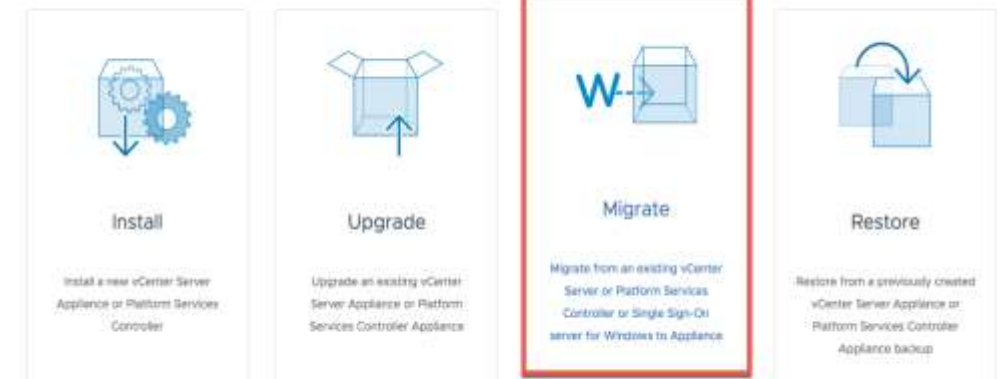 Install
Install a new vCenter Server
Appliance or Platform Services
Controller
Upgrade
Upgrade an existing vCenter
Server Appliance or Platform
Services Controller Appliance
W
Migrate
Migrate from an existing vCenter
Server or Platform Services
Controller or Single Sign-On
server for Windows to Appliance
Restore
Restore from a previously created
vCenter Server Appliance or
Platform Services Controller
Appliance backup